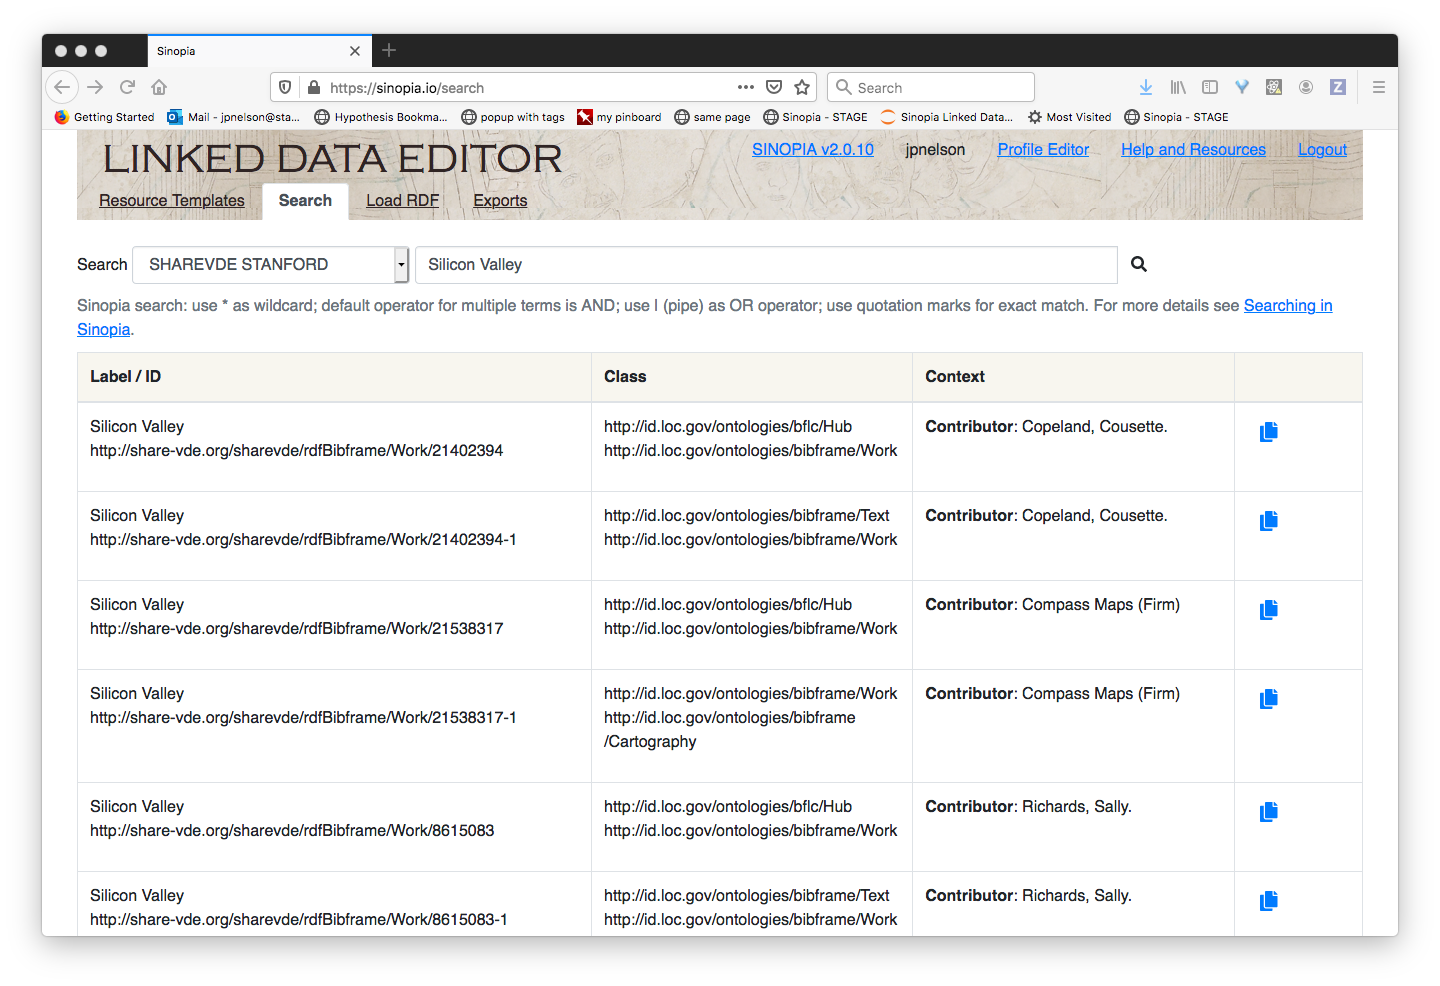 Sinopia
https://sinopia.io/search
Search
Getting Started Mail - jpnelson@sta... Hypothesis Bookma... popup with tags my pinboard same page Sinopia - STAGE Sinopia Linked Data... Most Visited Sinopia - STAGE
LINKED DATA EDITOR
SINOPIA v2.0.10 jpnelson Profile Editor Help and Resources Logout
Resource Templates Search Load RDF Exports
Search SHAREVDE STANFORD Silicon Valley
Sinopia search: use * as wildcard; default operator for multiple terms is AND; use | (pipe) as OR operator; use quotation marks for exact match. For more details see Searching in
Sinopia.
Label / ID Class Context
Silicon Valley http://id.loc.gov/ontologies/bflc/Hub Contributor: Copeland, Cousette.
http://share-vde.org/sharevde/rdfBibframe/Work/21402394 http://id.loc.gov/ontologies/bibframe/Work
Silicon Valley http://id.loc.gov/ontologies/bibframe/Text Contributor: Copeland, Cousette.
http://share-vde.org/sharevde/rdfBibframe/Work/21402394-1 http://id.loc.gov/ontologies/bibframe/Work
Silicon Valley http://id.loc.gov/ontologies/bflc/Hub Contributor: Compass Maps (Firm)
http://share-vde.org/sharevde/rdfBibframe/Work/21538317 http://id.loc.gov/ontologies/bibframe/Work
Silicon Valley http://id.loc.gov/ontologies/bibframe/Work Contributor: Compass Maps (Firm)
http://share-vde.org/sharevde/rdfBibframe/Work/21538317-1 http://id.loc.gov/ontologies/bibframe
/Cartography
Silicon Valley http://id.loc.gov/ontologies/bflc/Hub Contributor: Richards, Sally.
http://share-vde.org/sharevde/rdfBibframe/Work/8615083 http://id.loc.gov/ontologies/bibframe/Work
Silicon Valley http://id.loc.gov/ontologies/bibframe/Text Contributor: Richards, Sally.
http://share-vde.org/sharevde/rdfBibframe/Work/8615083-1 http://id.loc.gov/ontologies/bibframe/Work